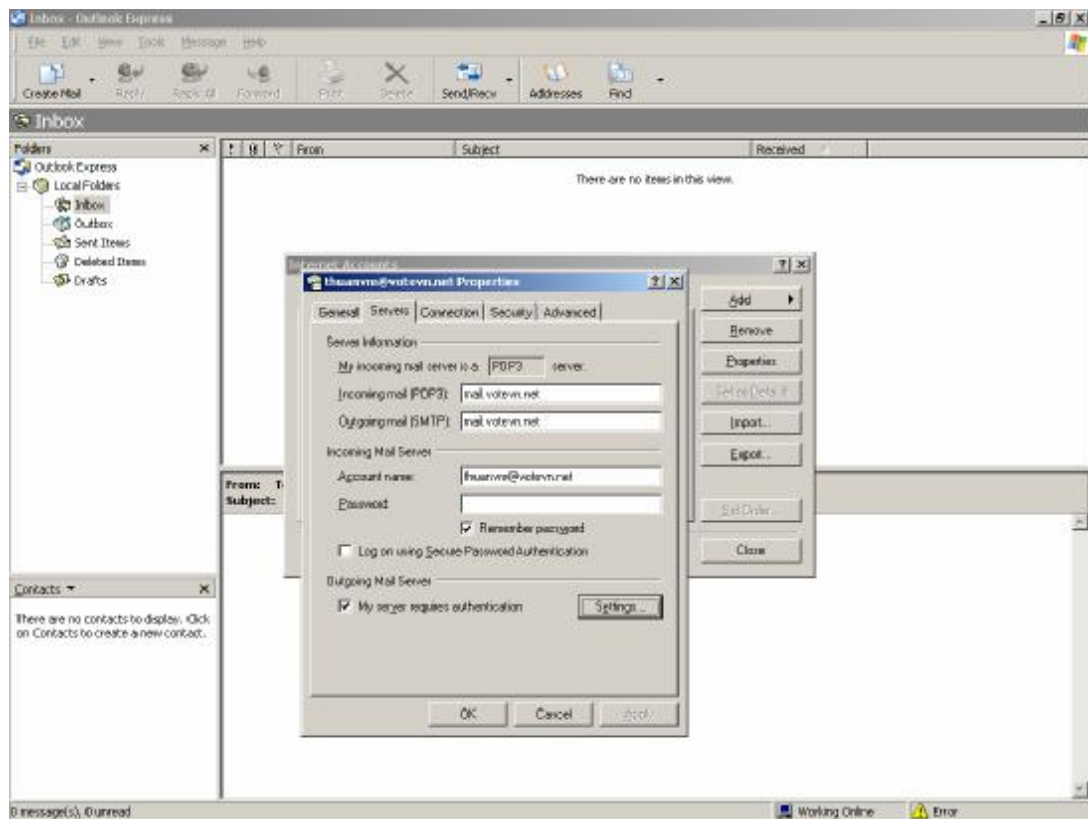 Inbox - Outlook Express
File Edit View Tools Message Help
Create Mail Reply Reply All Forward Print Delete Send/Recv Addresses Find
Inbox
Folders
! From Subject Received
Outlook Express
Local Folders
Inbox
Outbox
Sent Items
Deleted Items
Drafts
There are no items in this view.
Internet Accounts
Add
Remove
Properties
Set as Default
Import...
Export...
Set Order...
Close
thuanvm@votevn.net Properties
General Servers Connection Security Advanced
Server Information
My incoming mail server is a POP3 server.
Incoming mail (POP3): mail.votevn.net
Outgoing mail (SMTP): mail.votevn.net
Incoming Mail Server
Account name: thuanvm@votevn.net
Password:
Remember password
Log on using Secure Password Authentication
Outgoing Mail Server
My server requires authentication Settings...
OK Cancel Apply
From:
Subject:
Contacts
There are no contacts to display. Click
on Contacts to create a new contact.
0 message(s), 0 unread
Working Online
Error